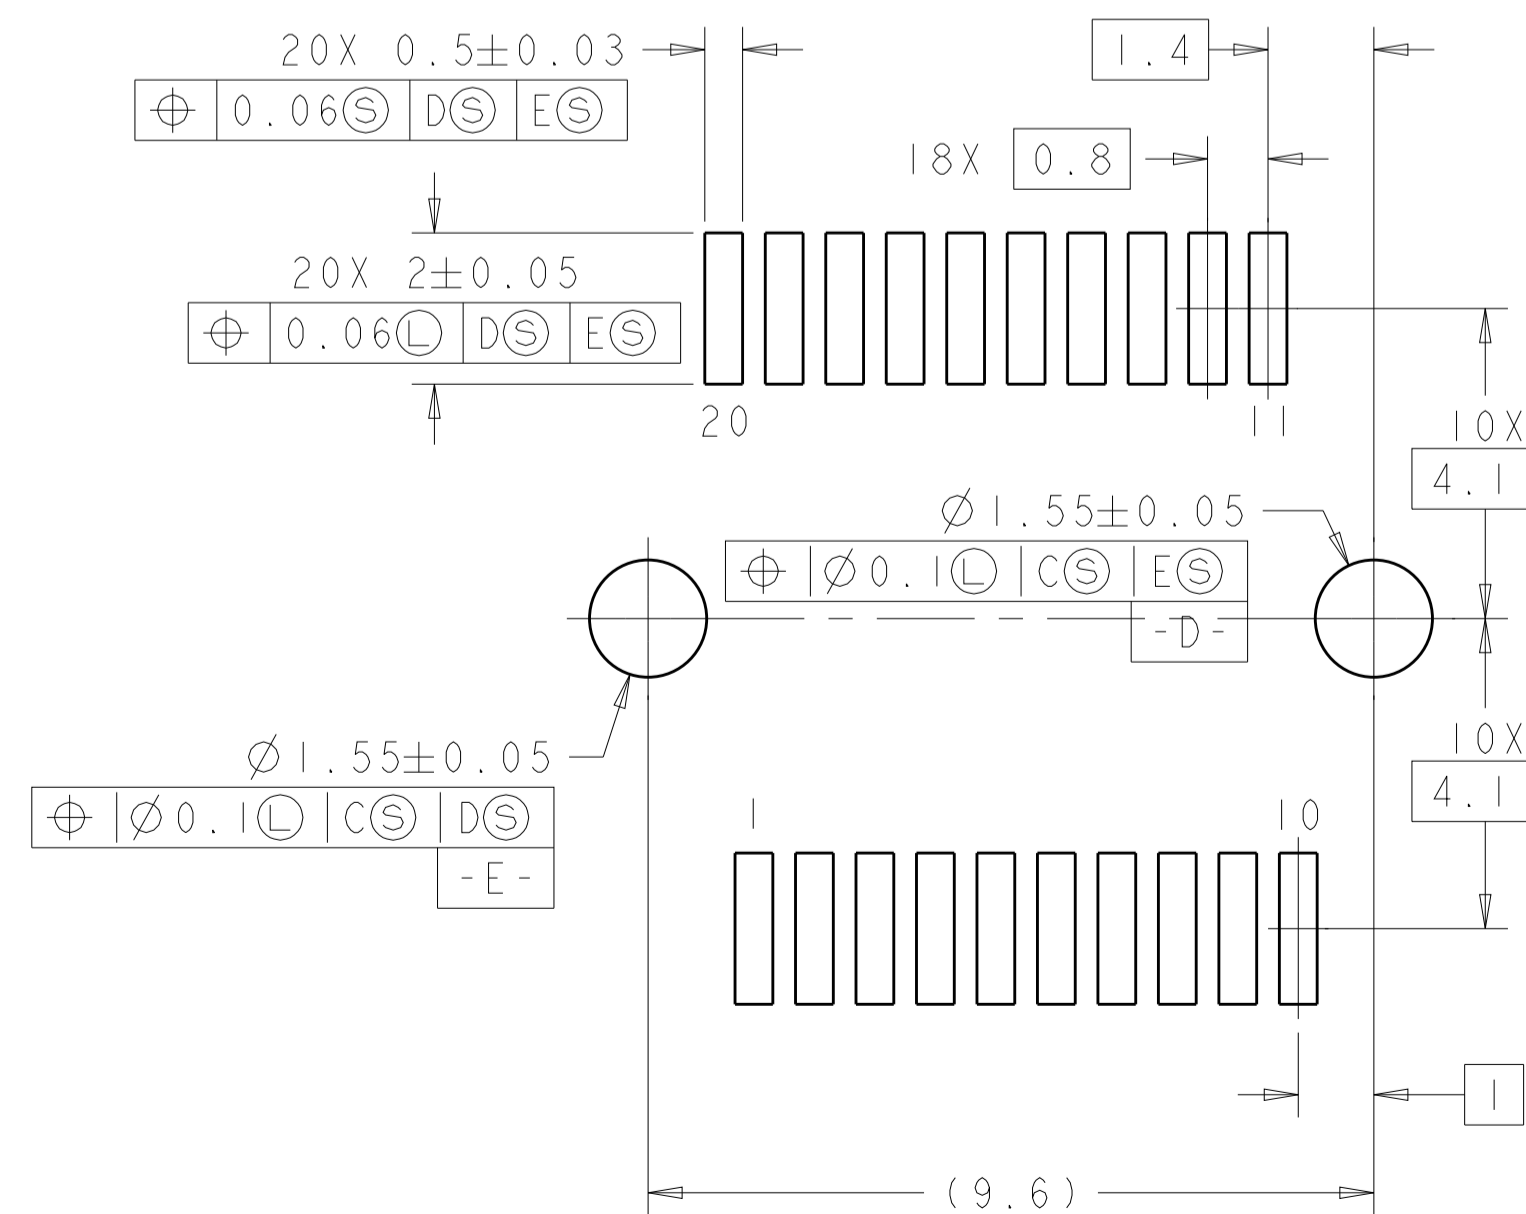 20X 0.5±0.03
1.4
⌖ 0.06Ⓢ DⓈ EⓈ
18X 0.8
20X 2±0.05
⌖ 0.06Ⓛ DⓈ EⓈ
20
11
10X
4.1
Ø1.55±0.05
⌖ Ø0.1Ⓛ CⓈ EⓈ
-D-
10X
4.1
Ø1.55±0.05
⌖ Ø0.1Ⓛ CⓈ DⓈ
-E-
1
10
1
(9.6)